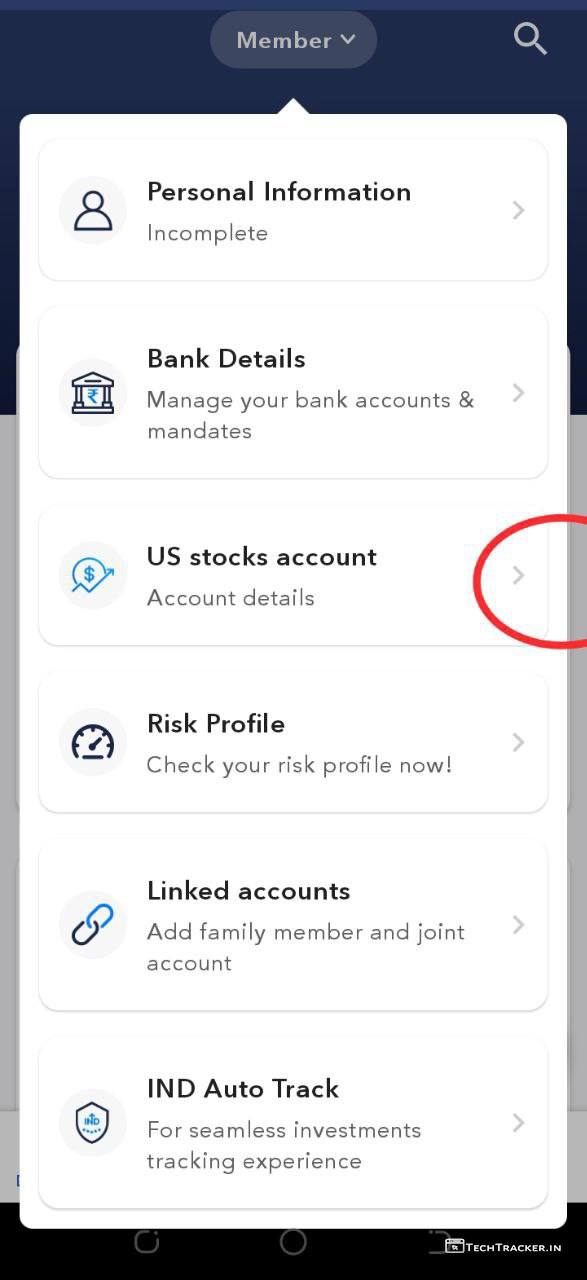 Member
Personal Information
Incomplete
Bank Details
Manage your bank accounts &
mandates
₹
US stocks account
Account details
$
Risk Profile
Check your risk profile now!
Linked accounts
Add family member and joint
account
IND Auto Track
For seamless investments
tracking experience
IND
TECHTRACKER.IN